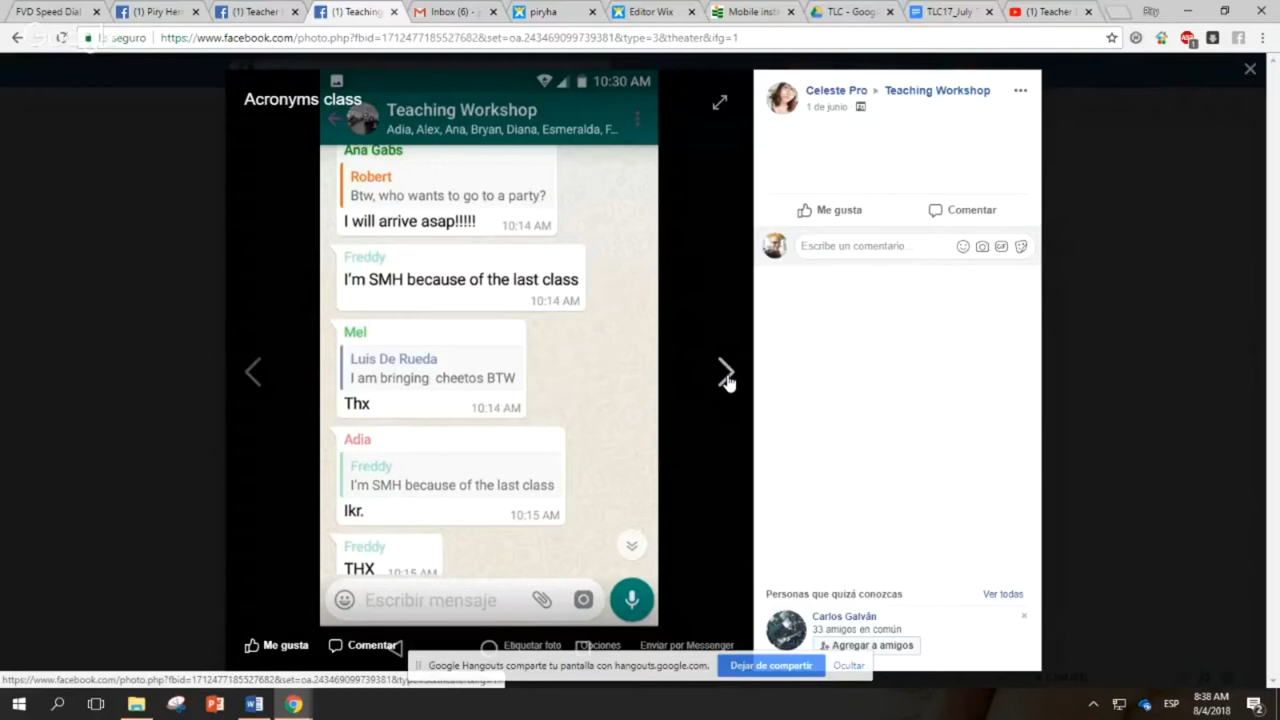 FVD Speed Dial
(1) Piry Her
(1) Teacher
(1) Teaching
Inbox (6) -
piryha
Editor Wix
Mobile Inst
TLC - Goo
TLC17_July
(1) Teacher
seguro
https://www.facebook.com/photo.php?fbid=1712477185527682&set=oa.243469099739381&type=3&theater&ifg=1
Acronyms class
10:30 AM
Teaching Workshop
Adia, Alex, Ana, Bryan, Diana, Esmeralda, F...
Ana Gabs
Robert
Btw, who wants to go to a party?
I will arrive asap!!!!!
10:14 AM
Freddy
I'm SMH because of the last class
10:14 AM
Mel
Luis De Rueda
I am bringing cheetos BTW
Thx
10:14 AM
Adia
Freddy
I'm SMH because of the last class
Ikr.
10:15 AM
Freddy
THX
10:15 AM
Escribir mensaje
Celeste Pro ▸ Teaching Workshop
1 de junio
Me gusta
Comentar
Escribe un comentario...
GIF
Personas que quizá conozcas
Ver todas
Carlos Galván
33 amigos en común
Agregar a amigos
Me gusta
Comentar
Etiquetar foto
Opciones
Enviar por Messenger
Google Hangouts comparte tu pantalla con hangouts.google.com.
Dejar de compartir
Ocultar
ESP
8:38 AM
8/4/2018